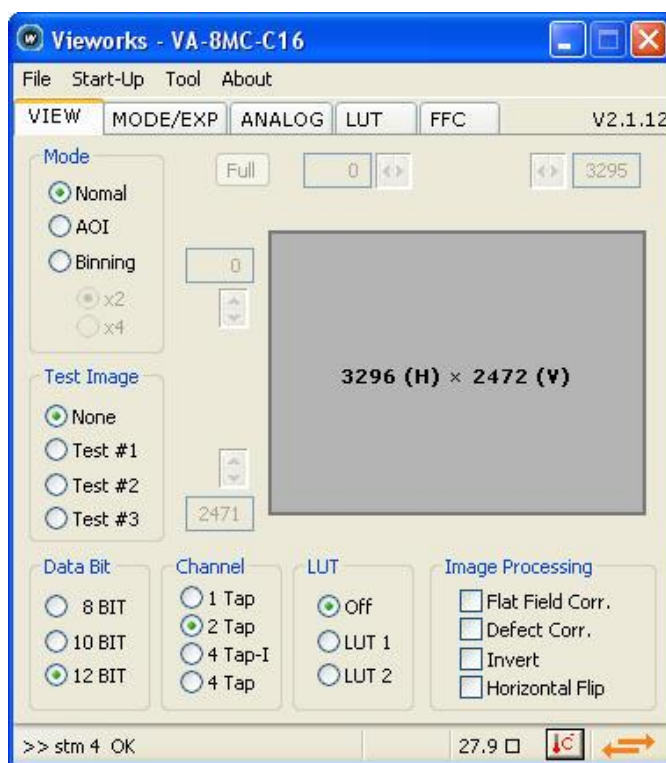 Vieworks - VA-8MC-C16
File Start-Up Tool About
VIEW MODE/EXP ANALOG LUT FFC V2.1.12
Mode
Full 0 3295
Nomal
AOI
Binning 0
x2
x4
3296 (H) × 2472 (V)
Test Image
None
Test #1
Test #2
Test #3 2471
Data Bit
8 BIT
10 BIT
12 BIT
Channel
1 Tap
2 Tap
4 Tap-I
4 Tap
LUT
Off
LUT 1
LUT 2
Image Processing
Flat Field Corr.
Defect Corr.
Invert
Horizontal Flip
>> stm 4 OK 27.9 □ C